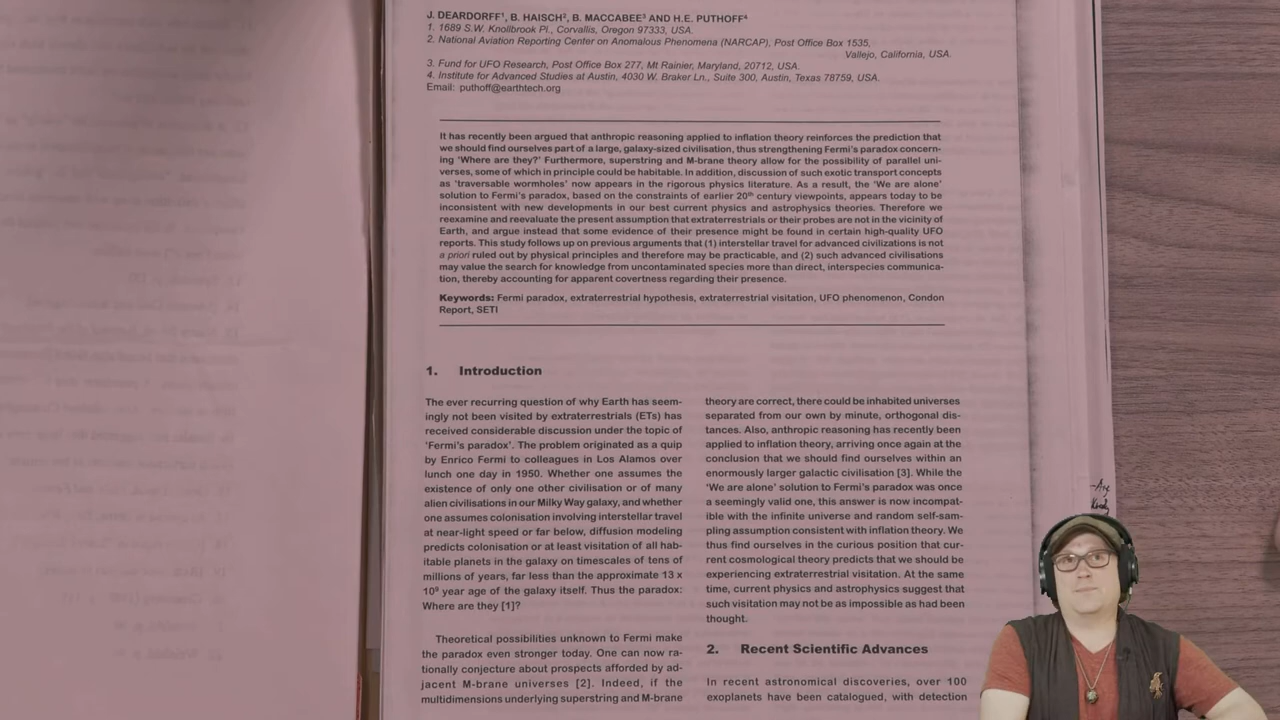 J. DEARDORFF¹, B. HAISCH², B. MACCABEE³ AND H.E. PUTHOFF⁴
1. 1689 S.W. Knollbrook Pl., Corvallis, Oregon 97333, USA.
2. National Aviation Reporting Center on Anomalous Phenomena (NARCAP), Post Office Box 1535,
Vallejo, California, USA.
3. Fund for UFO Research, Post Office Box 277, Mt Rainier, Maryland, 20712, USA.
4. Institute for Advanced Studies at Austin, 4030 W. Braker Ln., Suite 300, Austin, Texas 78759, USA.
Email: puthoff@earthtech.org
It has recently been argued that anthropic reasoning applied to inflation theory reinforces the prediction that
we should find ourselves part of a large, galaxy-sized civilisation, thus strengthening Fermi's paradox concern-
ing 'Where are they?' Furthermore, superstring and M-brane theory allow for the possibility of parallel uni-
verses, some of which in principle could be habitable. In addition, discussion of such exotic transport concepts
as 'traversable wormholes' now appears in the rigorous physics literature. As a result, the 'We are alone'
solution to Fermi's paradox, based on the constraints of earlier 20th century viewpoints, appears today to be
inconsistent with new developments in our best current physics and astrophysics theories. Therefore we
reexamine and reevaluate the present assumption that extraterrestrials or their probes are not in the vicinity of
Earth, and argue instead that some evidence of their presence might be found in certain high-quality UFO
reports. This study follows up on previous arguments that (1) interstellar travel for advanced civilizations is not
a priori ruled out by physical principles and therefore may be practicable, and (2) such advanced civilisations
may value the search for knowledge from uncontaminated species more than direct, interspecies communica-
tion, thereby accounting for apparent covertness regarding their presence.
Keywords: Fermi paradox, extraterrestrial hypothesis, extraterrestrial visitation, UFO phenomenon, Condon
Report, SETI
1. Introduction
The ever recurring question of why Earth has seem-
ingly not been visited by extraterrestrials (ETs) has
received considerable discussion under the topic of
'Fermi's paradox'. The problem originated as a quip
by Enrico Fermi to colleagues in Los Alamos over
lunch one day in 1950. Whether one assumes the
existence of only one other civilisation or of many
alien civilisations in our Milky Way galaxy, and whether
one assumes colonisation involving interstellar travel
at near-light speed or far below, diffusion modeling
predicts colonisation or at least visitation of all hab-
itable planets in the galaxy on timescales of tens of
millions of years, far less than the approximate 13 x
10⁹ year age of the galaxy itself. Thus the paradox:
Where are they [1]?
Theoretical possibilities unknown to Fermi make
the paradox even stronger today. One can now ra-
tionally conjecture about prospects afforded by ad-
jacent M-brane universes [2]. Indeed, if the
multidimensions underlying superstring and M-brane
theory are correct, there could be inhabited universes
separated from our own by minute, orthogonal dis-
tances. Also, anthropic reasoning has recently been
applied to inflation theory, arriving once again at the
conclusion that we should find ourselves within an
enormously larger galactic civilisation [3]. While the
'We are alone' solution to Fermi's paradox was once
a seemingly valid one, this answer is now incompat-
ible with the infinite universe and random self-sam-
pling assumption consistent with inflation theory. We
thus find ourselves in the curious position that cur-
rent cosmological theory predicts that we should be
experiencing extraterrestrial visitation. At the same
time, current physics and astrophysics suggest that
such visitation may not be as impossible as had been
thought.
2. Recent Scientific Advances
In recent astronomical discoveries, over 100
exoplanets have been catalogued, with detection